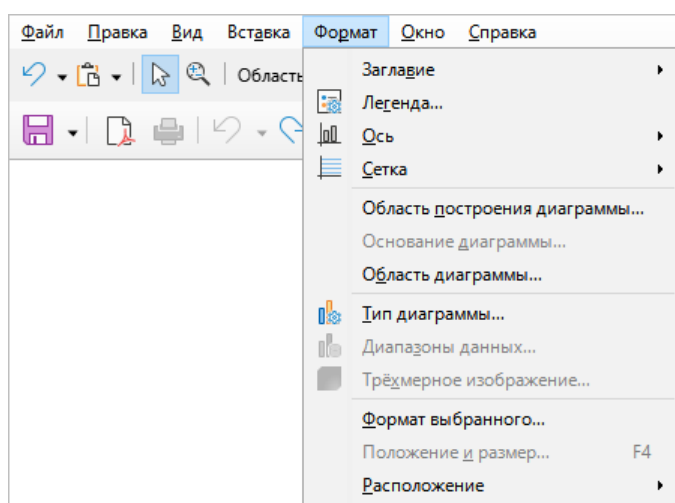 Файл Правка Вид Вставка Формат Окно Справка
Область
Заглавие
Легенда...
Ось
Сетка
Область построения диаграммы...
Основание диаграммы...
Область диаграммы...
Тип диаграммы...
Диапазоны данных...
Трёхмерное изображение...
Формат выбранного...
Положение и размер... F4
Расположение